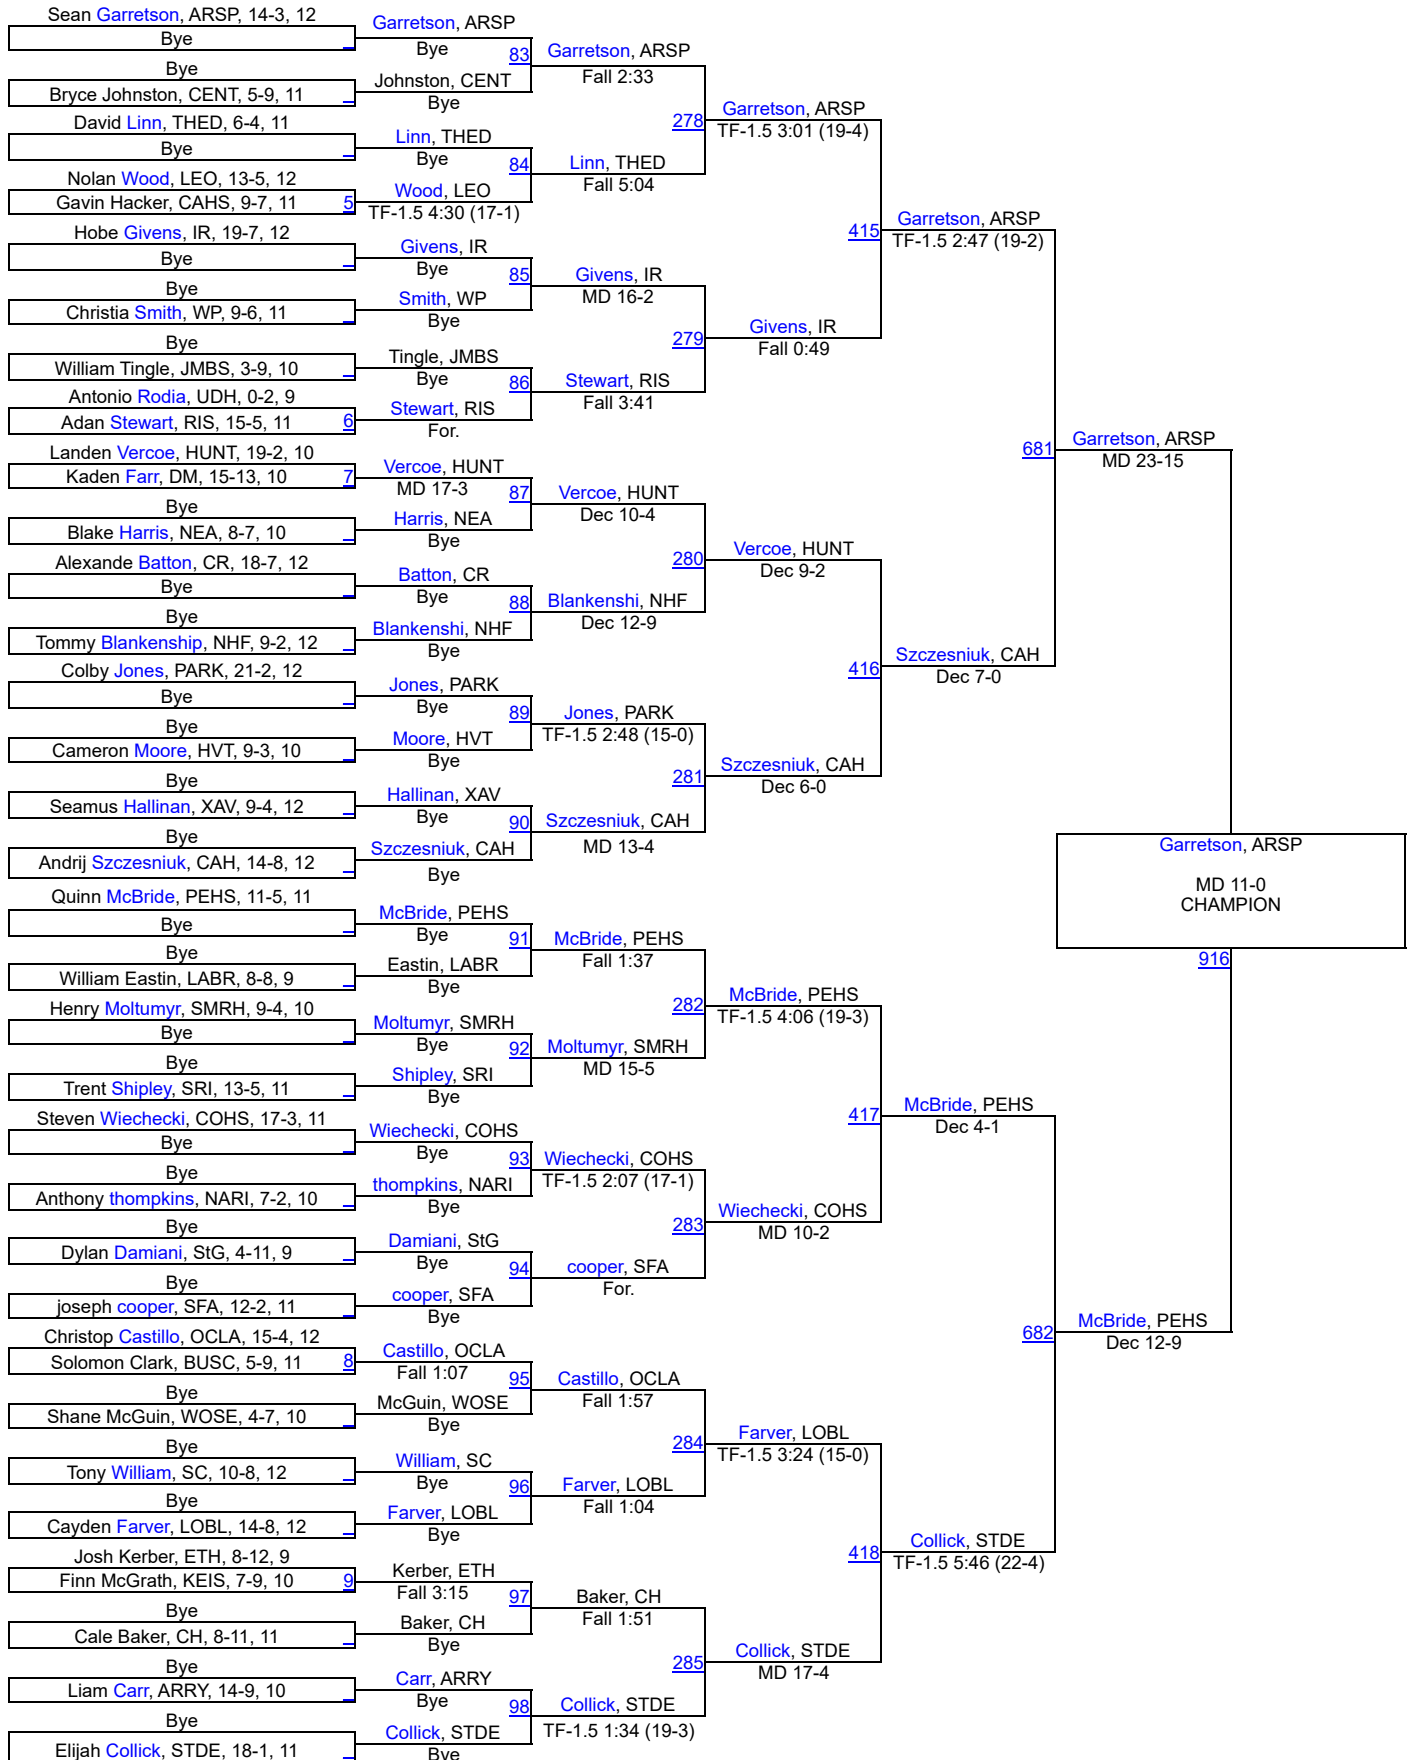 Sean Garretson, ARSP, 14-3, 12
Bye
Bye
Bryce Johnston, CENT, 5-9, 11
David Linn, THED, 6-4, 11
Bye
Nolan Wood, LEO, 13-5, 12
Gavin Hacker, CAHS, 9-7, 11 5
Hobe Givens, IR, 19-7, 12
Bye
Bye
Christia Smith, WP, 9-6, 11
Bye
William Tingle, JMBS, 3-9, 10
Antonio Rodia, UDH, 0-2, 9
Adan Stewart, RIS, 15-5, 11 6
Landen Vercoe, HUNT, 19-2, 10
Kaden Farr, DM, 15-13, 10 7
Bye
Blake Harris, NEA, 8-7, 10
Alexande Batton, CR, 18-7, 12
Bye
Bye
Tommy Blankenship, NHF, 9-2, 12
Colby Jones, PARK, 21-2, 12
Bye
Bye
Cameron Moore, HVT, 9-3, 10
Bye
Seamus Hallinan, XAV, 9-4, 12
Bye
Andrij Szczesniuk, CAH, 14-8, 12
Quinn McBride, PEHS, 11-5, 11
Bye
Bye
William Eastin, LABR, 8-8, 9
Henry Moltumyr, SMRH, 9-4, 10
Bye
Bye
Trent Shipley, SRI, 13-5, 11
Steven Wiechecki, COHS, 17-3, 11
Bye
Bye
Anthony thompkins, NARI, 7-2, 10
Bye
Dylan Damiani, StG, 4-11, 9
Bye
joseph cooper, SFA, 12-2, 11
Christop Castillo, OCLA, 15-4, 12
Solomon Clark, BUSC, 5-9, 11 8
Bye
Shane McGuin, WOSE, 4-7, 10
Bye
Tony William, SC, 10-8, 12
Bye
Cayden Farver, LOBL, 14-8, 12
Josh Kerber, ETH, 8-12, 9
Finn McGrath, KEIS, 7-9, 10 9
Bye
Cale Baker, CH, 8-11, 11
Bye
Liam Carr, ARRY, 14-9, 10
Bye
Elijah Collick, STDE, 18-1, 11
Garretson, ARSP
Bye
83
Johnston, CENT
Bye
Linn, THED
Bye
84
Wood, LEO
TF-1.5 4:30 (17-1)
Givens, IR
Bye
85
Smith, WP
Bye
Tingle, JMBS
Bye
86
Stewart, RIS
For.
Vercoe, HUNT
MD 17-3
87
Harris, NEA
Bye
Batton, CR
Bye
88
Blankenshi, NHF
Bye
Jones, PARK
Bye
89
Moore, HVT
Bye
Hallinan, XAV
Bye
90
Szczesniuk, CAH
Bye
McBride, PEHS
Bye
91
Eastin, LABR
Bye
Moltumyr, SMRH
Bye
92
Shipley, SRI
Bye
Wiechecki, COHS
Bye
93
thompkins, NARI
Bye
Damiani, StG
Bye
94
cooper, SFA
Bye
Castillo, OCLA
Fall 1:07
95
McGuin, WOSE
Bye
William, SC
Bye
96
Farver, LOBL
Bye
Kerber, ETH
Fall 3:15
97
Baker, CH
Bye
Carr, ARRY
Bye
98
Collick, STDE
Bye
Garretson, ARSP
Fall 2:33
278
Linn, THED
Fall 5:04
Givens, IR
MD 16-2
279
Stewart, RIS
Fall 3:41
Vercoe, HUNT
Dec 10-4
280
Blankenshi, NHF
Dec 12-9
Jones, PARK
TF-1.5 2:48 (15-0)
281
Szczesniuk, CAH
MD 13-4
McBride, PEHS
Fall 1:37
282
Moltumyr, SMRH
MD 15-5
Wiechecki, COHS
TF-1.5 2:07 (17-1)
283
cooper, SFA
For.
Castillo, OCLA
Fall 1:57
284
Farver, LOBL
Fall 1:04
Baker, CH
Fall 1:51
285
Collick, STDE
TF-1.5 1:34 (19-3)
Garretson, ARSP
TF-1.5 3:01 (19-4)
415
Givens, IR
Fall 0:49
Vercoe, HUNT
Dec 9-2
416
Szczesniuk, CAH
Dec 6-0
McBride, PEHS
TF-1.5 4:06 (19-3)
417
Wiechecki, COHS
MD 10-2
Farver, LOBL
TF-1.5 3:24 (15-0)
418
Collick, STDE
MD 17-4
Garretson, ARSP
TF-1.5 2:47 (19-2)
681
Szczesniuk, CAH
Dec 7-0
McBride, PEHS
Dec 4-1
682
Collick, STDE
TF-1.5 5:46 (22-4)
Garretson, ARSP
MD 23-15
McBride, PEHS
Dec 12-9
Garretson, ARSP
MD 11-0
CHAMPION
916